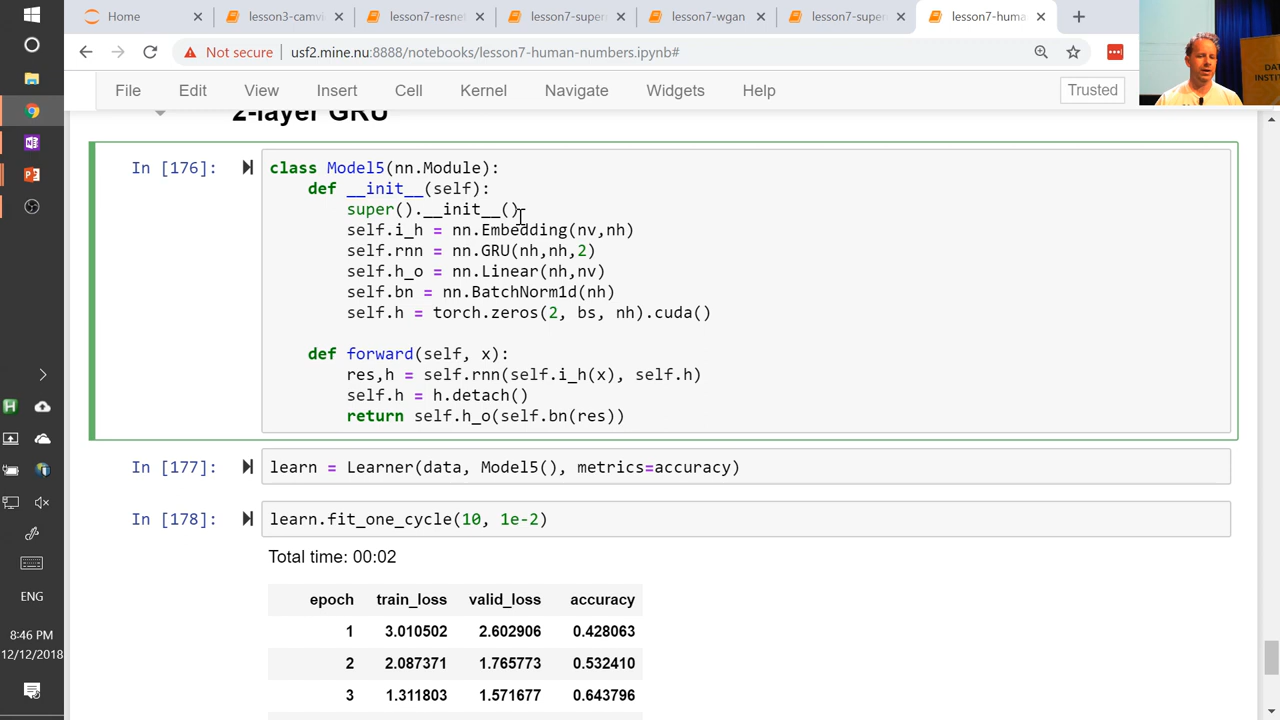 Home
lesson3-camvi
lesson7-resne
lesson7-super
lesson7-wgan
lesson7-super
lesson7-huma
Not secure
usf2.mine.nu:8888/notebooks/lesson7-human-numbers.ipynb#
DAT
INSTIT
File Edit View Insert Cell Kernel Navigate Widgets Help Trusted
2-layer GRU
In [176]:
class Model5(nn.Module):
def __init__(self):
super().__init__()
self.i_h = nn.Embedding(nv,nh)
self.rnn = nn.GRU(nh,nh,2)
self.h_o = nn.Linear(nh,nv)
self.bn = nn.BatchNorm1d(nh)
self.h = torch.zeros(2, bs, nh).cuda()
def forward(self, x):
res,h = self.rnn(self.i_h(x), self.h)
self.h = h.detach()
return self.h_o(self.bn(res))
In [177]:
learn = Learner(data, Model5(), metrics=accuracy)
In [178]:
learn.fit_one_cycle(10, 1e-2)
Total time: 00:02
epoch train_loss valid_loss accuracy
1 3.010502 2.602906 0.428063
2 2.087371 1.765773 0.532410
3 1.311803 1.571677 0.643796
ENG
8:46 PM
12/12/2018